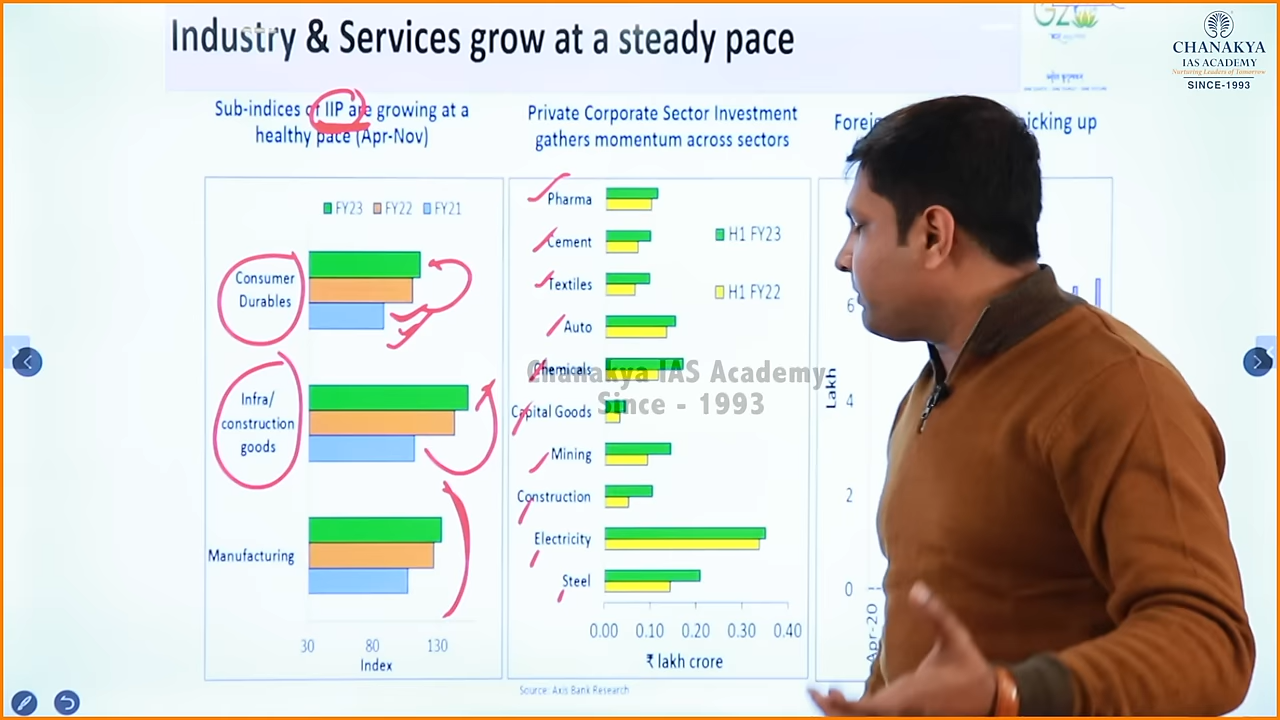 Industry & Services grow at a steady pace
CHANAKYA
IAS ACADEMY
Nurturing Leaders of Tomorrow
SINCE-1993
Sub-indices of IIP are growing at a
healthy pace (Apr-Nov)
FY23
FY22
FY21
Consumer
Durables
Infra/
construction
goods
Manufacturing
30
80
130
Index
Private Corporate Sector Investment
gathers momentum across sectors
Pharma
Cement
Textiles
Auto
Chemicals
Capital Goods
Mining
Construction
Electricity
Steel
H1 FY23
H1 FY22
0.00
0.10
0.20
0.30
0.40
₹ lakh crore
Source: Axis Bank Research
Chanakya IAS Academy
Since - 1993
picking up
Lakh
6
4
2
0
Apr-20